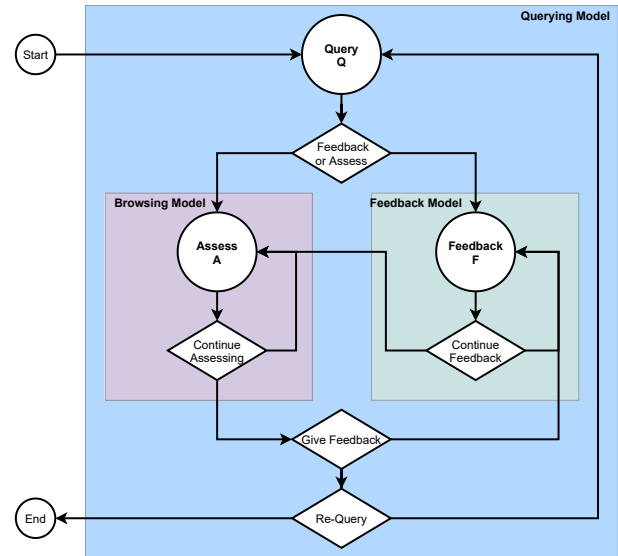 Querying Model
Start
Query
Q
Feedback
or Assess
Browsing Model
Feedback Model
Assess
A
Feedback
F
Continue
Assessing
Continue
Feedback
Give Feedback
End
Re-Query